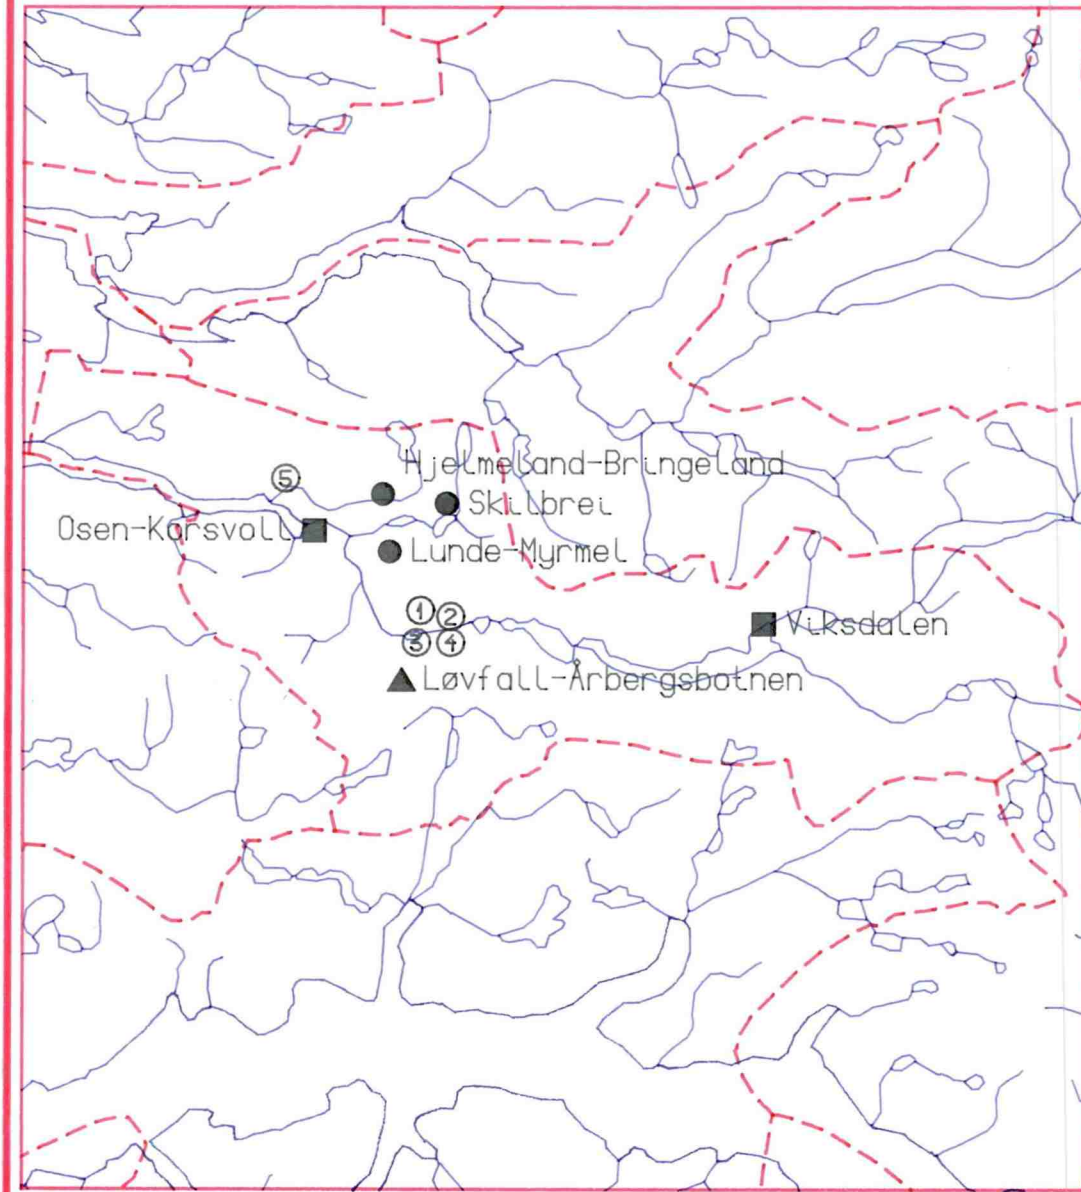 Hjelmeland-Bringeland
5
Skilbrei
Osen-Karsvoll
Lunde-Myrmel
1 2
3 4
Viksdalen
Løvfall-Årbergsbotnen